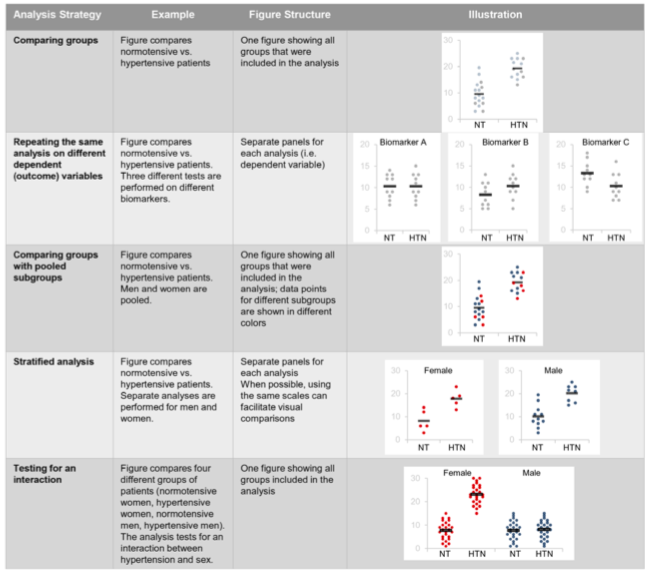 Analysis Strategy
Example
Figure Structure
Illustration
Comparing groups
Figure compares
normotensive vs.
hypertensive patients
One figure showing all
groups that were
included in the analysis
30
20
10
0
NT HTN
Repeating the same
analysis on different
dependent
(outcome) variables
Figure compares
normotensive vs.
hypertensive patients.
Three different tests are
performed on different
biomarkers.
Separate panels for
each analysis (i.e.
dependent variable)
Biomarker A
20
15
10
5
0
NT HTN
Biomarker B
20
15
10
5
0
NT HTN
Biomarker C
20
15
10
5
0
NT HTN
Comparing groups
with pooled
subgroups
Figure compares
normotensive vs.
hypertensive patients.
Men and women are
pooled.
One figure showing all
groups that were
included in the
analysis; data points
for different subgroups
are shown in different
colors
30
20
10
0
NT HTN
Stratified analysis
Figure compares
normotensive vs.
hypertensive patients.
Separate analyses are
performed for men and
women.
Separate panels for
each analysis
When possible, using
the same scales can
facilitate visual
comparisons
Female
30
20
10
0
NT HTN
Male
30
20
10
0
NT HTN
Testing for an
interaction
Figure compares four
different groups of
patients (normotensive
women, hypertensive
women, normotensive
men, hypertensive men).
The analysis tests for an
interaction between
hypertension and sex.
One figure showing all
groups included in the
analysis
Female Male
30
20
10
0
NT HTN NT HTN